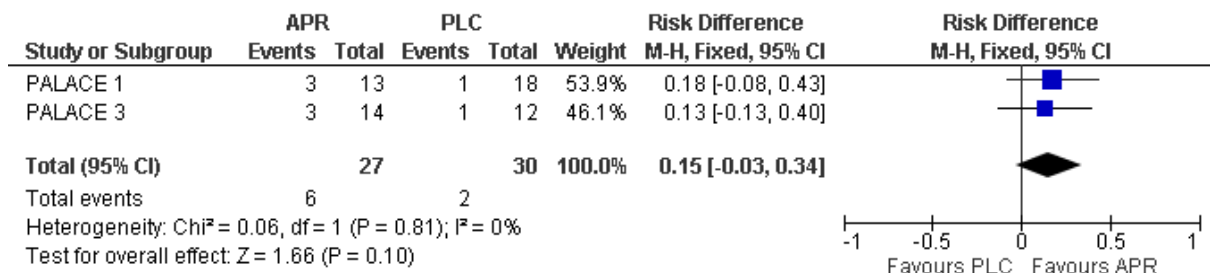 APR PLC Risk Difference Risk Difference
Study or Subgroup Events Total Events Total Weight M-H, Fixed, 95% CI M-H, Fixed, 95% CI
PALACE 1 3 13 1 18 53.9% 0.18 [-0.08, 0.43]
PALACE 3 3 14 1 12 46.1% 0.13 [-0.13, 0.40]
Total (95% CI) 27 30 100.0% 0.15 [-0.03, 0.34]
Total events 6 2
Heterogeneity: Chi² = 0.06, df = 1 (P = 0.81); I² = 0%
Test for overall effect: Z = 1.66 (P = 0.10)
-1 -0.5 0 0.5 1
Favours PLC Favours APR